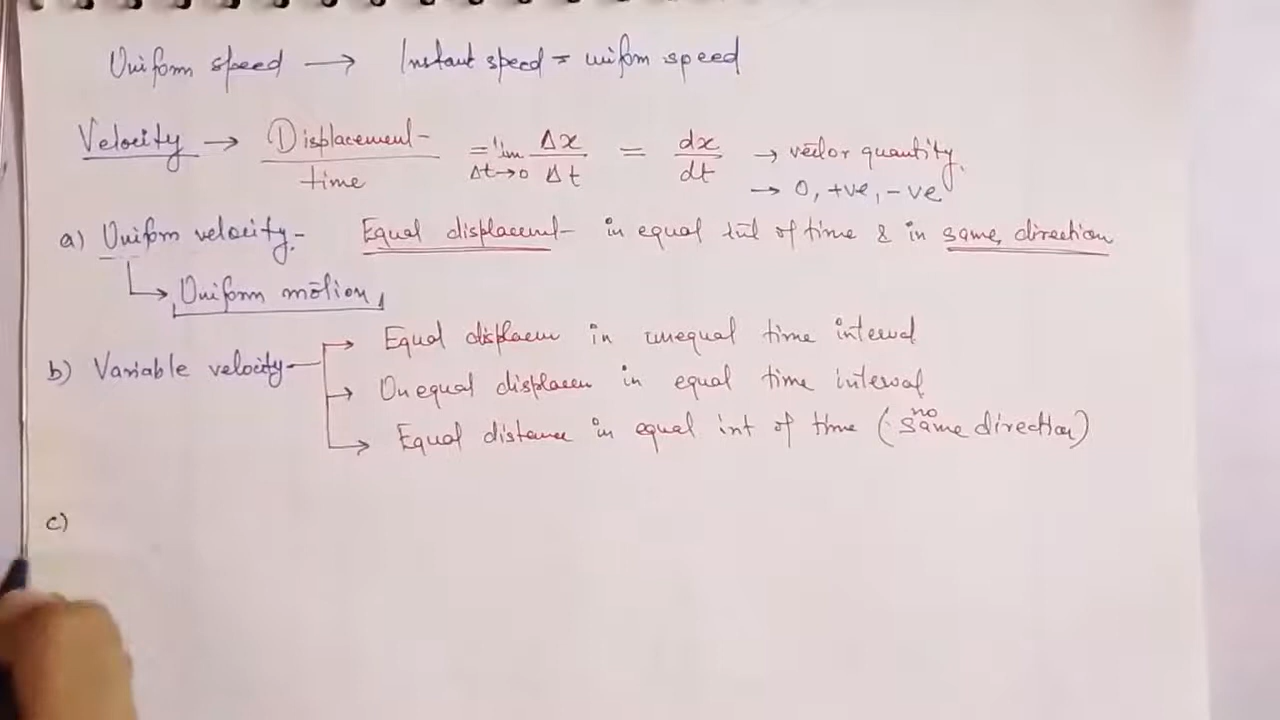 Uniform speed → Instant speed = unifom speed
Velocity → Displacement / time = lim Δt→0 Δx / Δt = dx / dt → vector quantity.
→ 0, +ve, -ve
a) Uniform velocity.- Equal displacement in equal int of time & in same direction
↳ Uniform motion
b) Variable velocity → Equal displacem in unequal time interval
→ Unequal displacem in equal time interval
→ Equal distance in equal int of time (no same direction)
c)